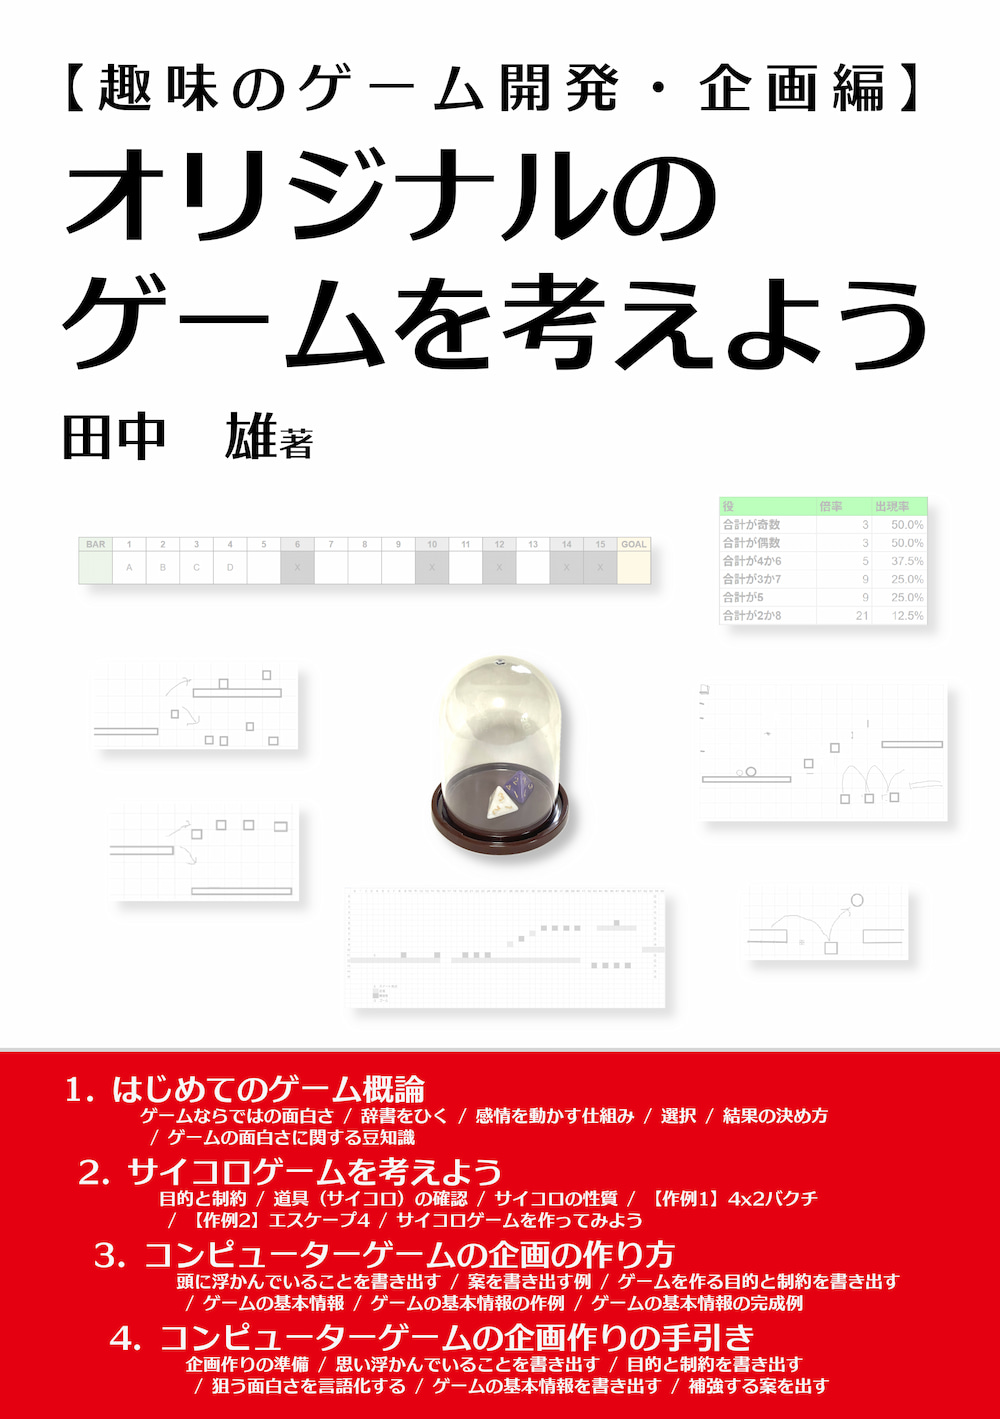 【趣味のゲーム開発・企画編】
オリジナルの
ゲームを考えよう
田中　雄著
BAR 1 2 3 4 5 6 7 8 9 10 11 12 13 14 15 GOAL
A B C D X X X X X
役 倍率 出現率
合計が奇数 3 50.0%
合計が偶数 3 50.0%
合計が4か6 5 37.5%
合計が3か7 9 25.0%
合計が5 9 25.0%
合計が2か8 21 12.5%
1. はじめてのゲーム概論
ゲームならではの面白さ / 辞書をひく / 感情を動かす仕組み / 選択 / 結果の決め方
/ ゲームの面白さに関する豆知識
2. サイコロゲームを考えよう
目的と制約 / 道具（サイコロ）の確認 / サイコロの性質 / 【作例1】4x2バクチ
/ 【作例2】エスケープ4 / サイコロゲームを作ってみよう
3. コンピューターゲームの企画の作り方
頭に浮かんでいることを書き出す / 案を書き出す例 / ゲームを作る目的と制約を書き出す
/ ゲームの基本情報 / ゲームの基本情報の作例 / ゲームの基本情報の完成例
4. コンピューターゲームの企画作りの手引き
企画作りの準備 / 思い浮かんでいることを書き出す / 目的と制約を書き出す
/ 狙う面白さを言語化する / ゲームの基本情報を書き出す / 補強する案を出す